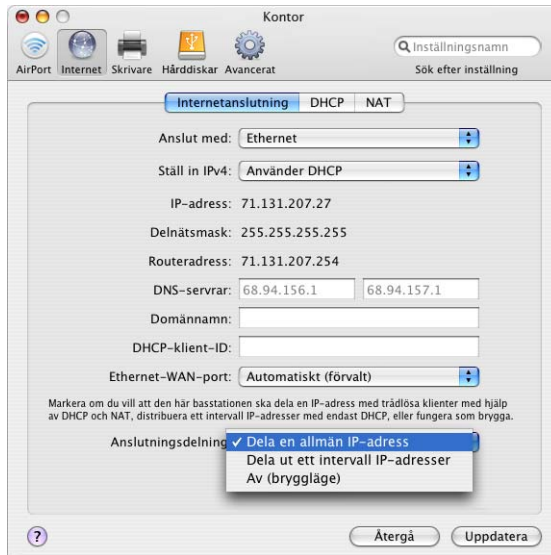 Kontor
Inställningsnamn
AirPort Internet Skrivare Hårddiskar Avancerat
Sök efter inställning
Internetanslutning DHCP NAT
Anslut med: Ethernet
Ställ in IPv4: Använder DHCP
IP-adress: 71.131.207.27
Delnätsmask: 255.255.255.255
Routeradress: 71.131.207.254
DNS-servrar: 68.94.156.1 68.94.157.1
Domännamn:
DHCP-klient-ID:
Ethernet-WAN-port: Automatiskt (förvalt)
Markera om du vill att den här basstationen ska dela en IP-adress med trådlösa klienter med hjälp
av DHCP och NAT, distribuera ett intervall IP-adresser med endast DHCP, eller fungera som brygga.
Anslutningsdelning ✓ Dela en allmän IP-adress
Dela ut ett intervall IP-adresser
Av (bryggläge)
? Återgå Uppdatera